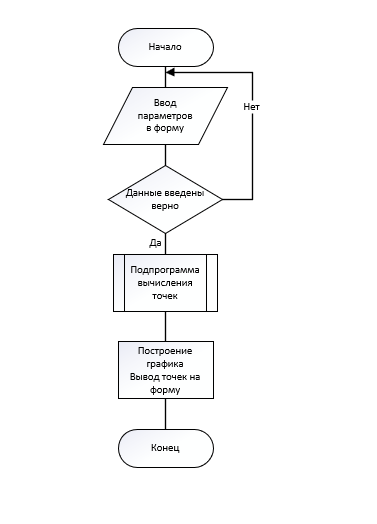 Начало
Ввод
параметров
в форму
Нет
Данные введены
верно
Да
Подпрограмма
вычисления
точек
Построение
графика
Вывод точек на
форму
Конец